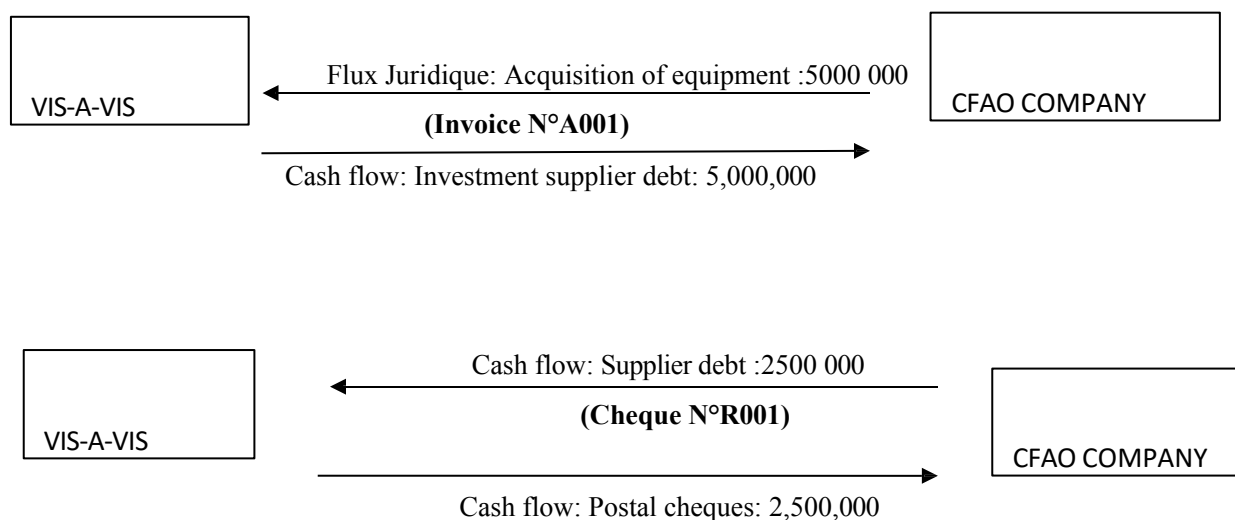 Flux Juridique: Acquisition of equipment :5000 000
VIS-A-VIS
CFAO COMPANY
(Invoice N°A001)
Cash flow: Investment supplier debt: 5,000,000
Cash flow: Supplier debt :2500 000
(Cheque N°R001)
VIS-A-VIS
CFAO COMPANY
Cash flow: Postal cheques: 2,500,000